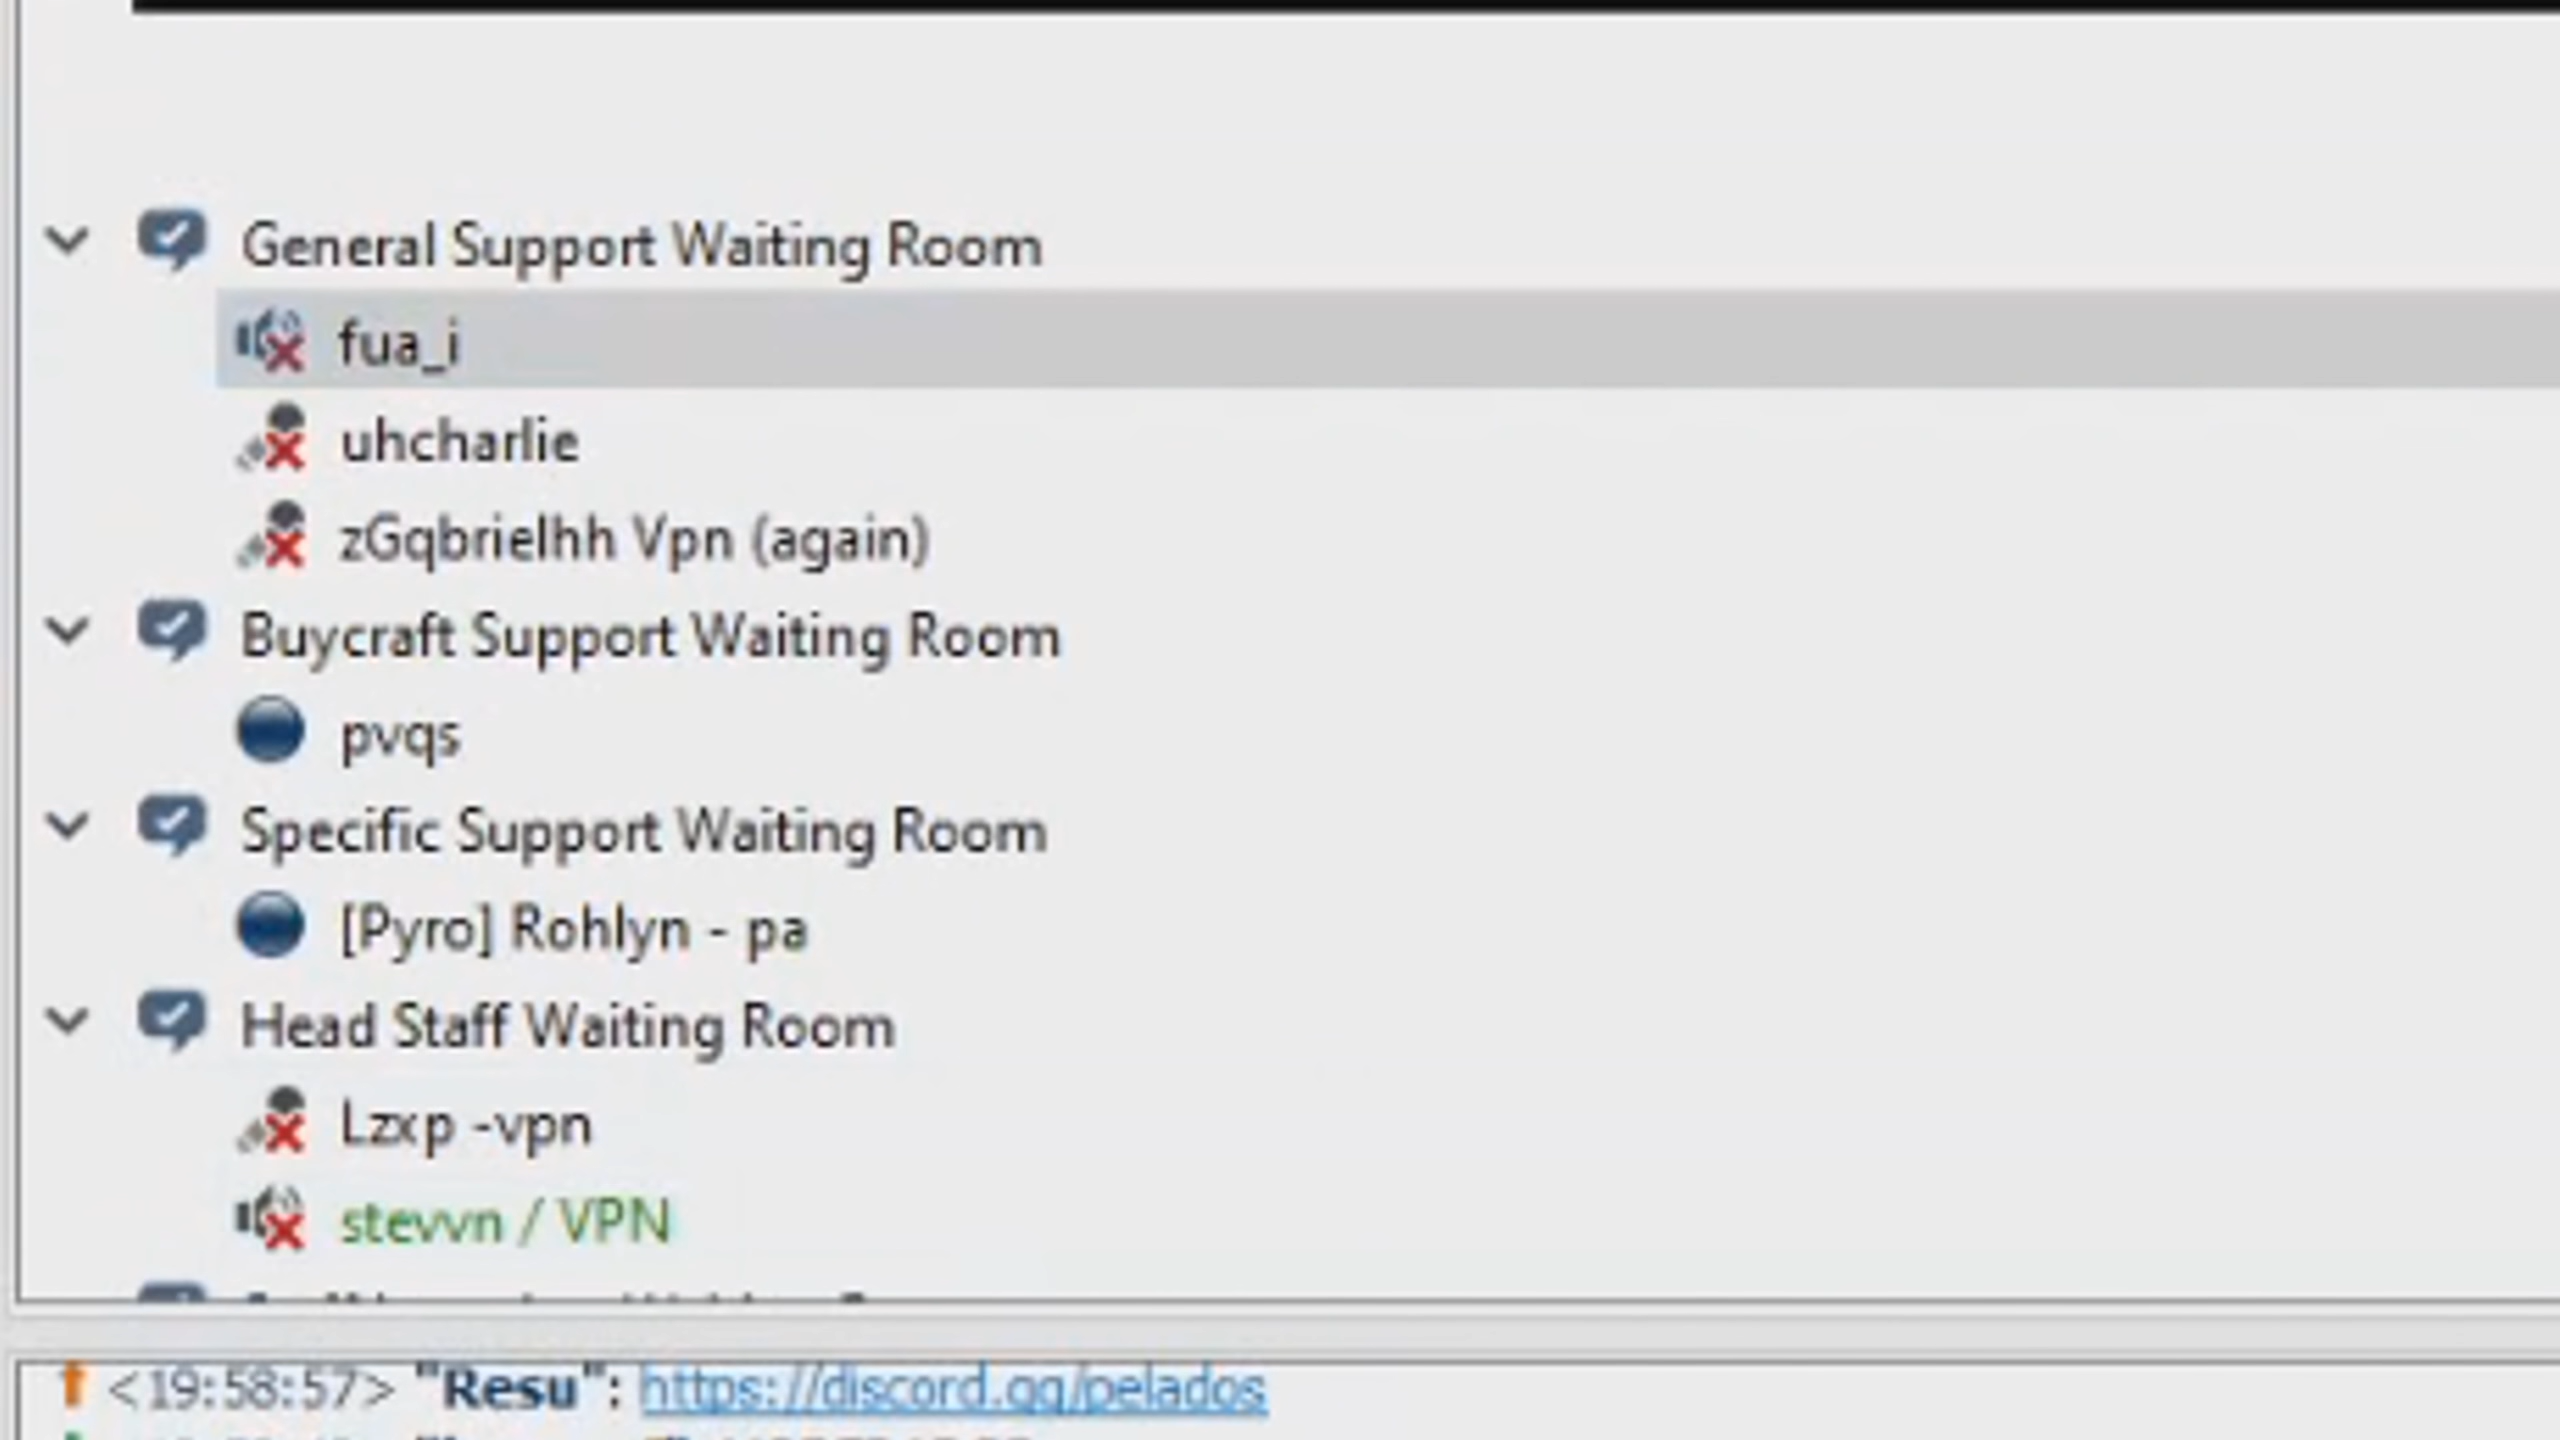 General Support Waiting Room
fua_i
uhcharlie
zGqbrielhh Vpn (again)
Buycraft Support Waiting Room
pvqs
Specific Support Waiting Room
[Pyro] Rohlyn - pa
Head Staff Waiting Room
Lzxp -vpn
stevvn / VPN
<19:58:57> "Resu": https://discord.gg/pelados